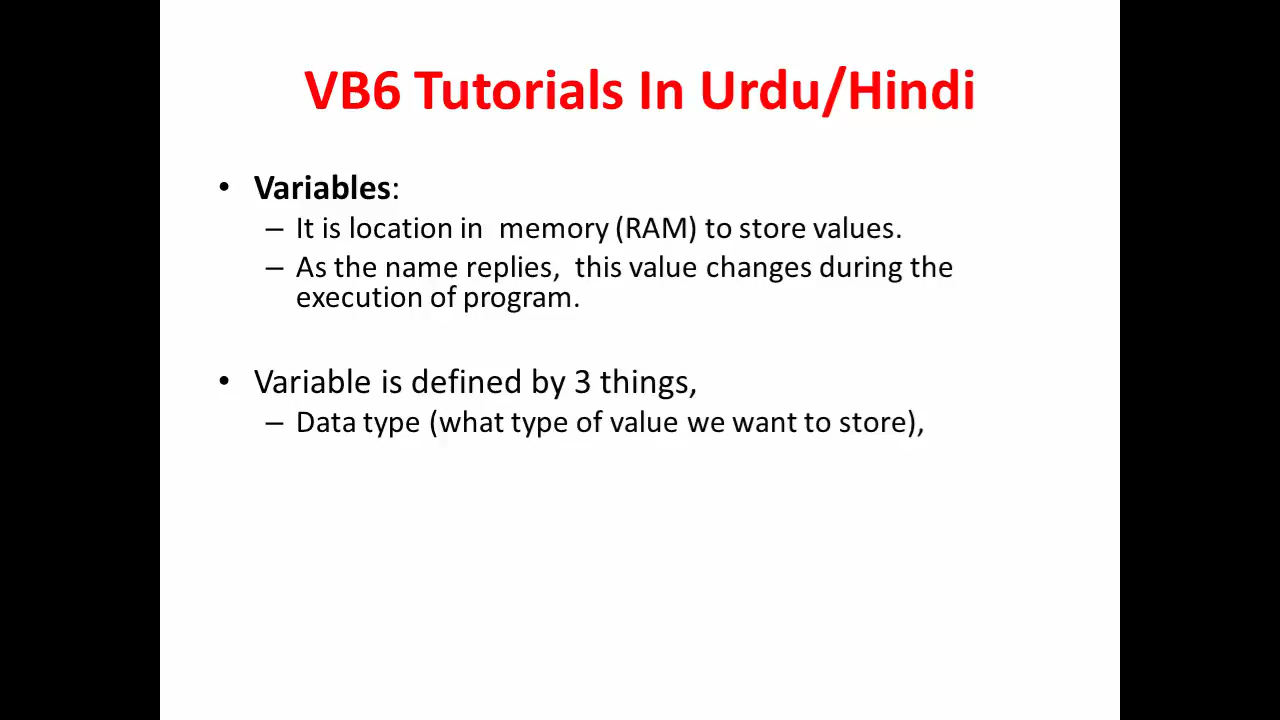 VB6 Tutorials In Urdu/Hindi
• Variables:
– It is location in  memory (RAM) to store values.
– As the name replies,  this value changes during the
execution of program.
• Variable is defined by 3 things,
– Data type (what type of value we want to store),